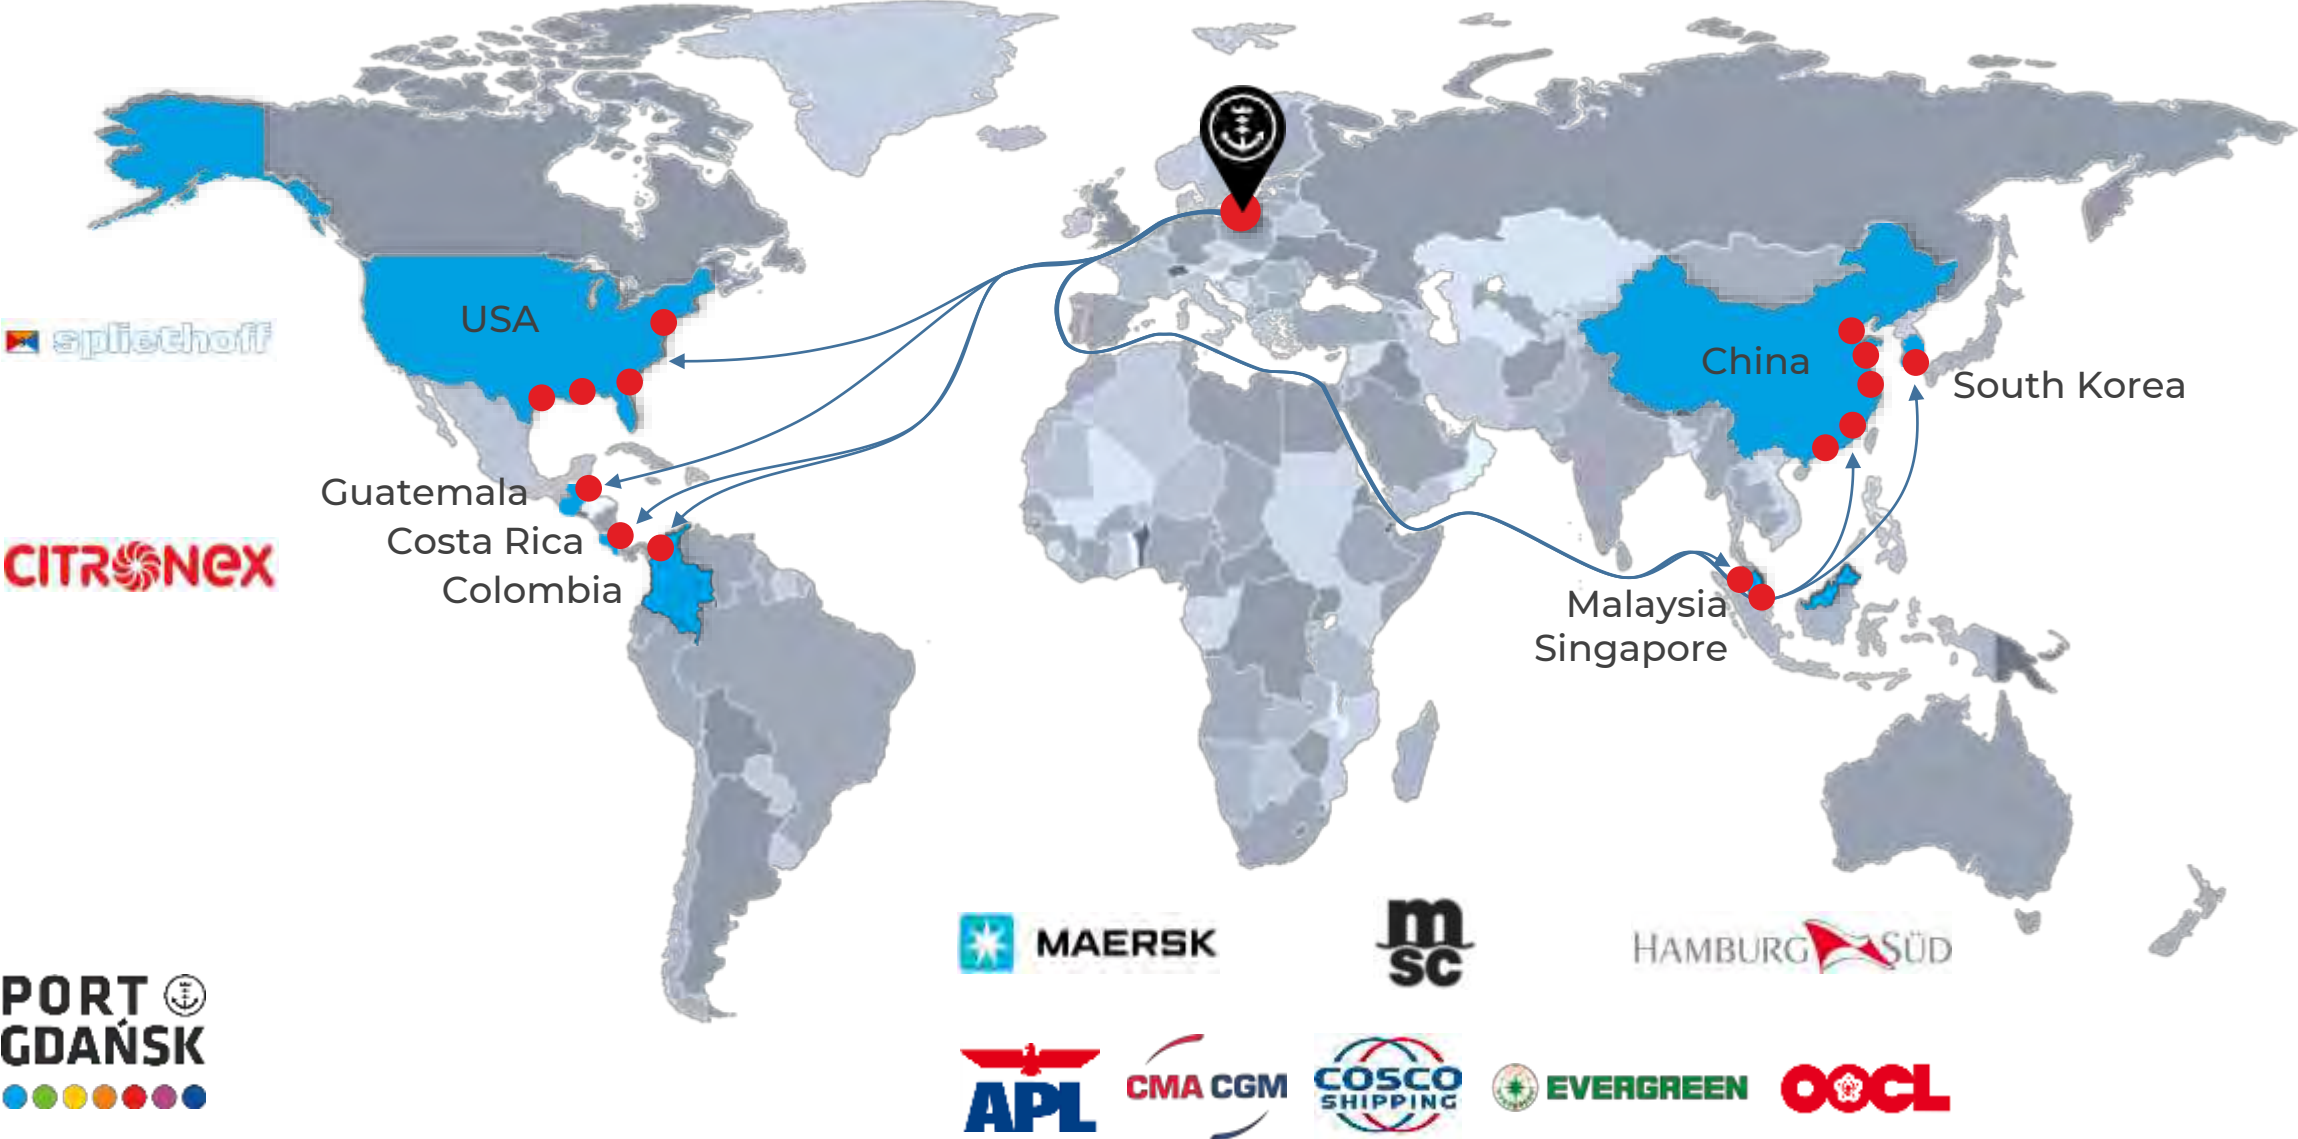 USA
China
South Korea
spliethoff
Guatemala
Costa Rica
Colombia
CITRONEX
Malaysia
Singapore
MAERSK
msc
HAMBURG SÜD
PORT
GDAŃSK
APL
CMA CGM
COSCO
SHIPPING
EVERGREEN
OOCL